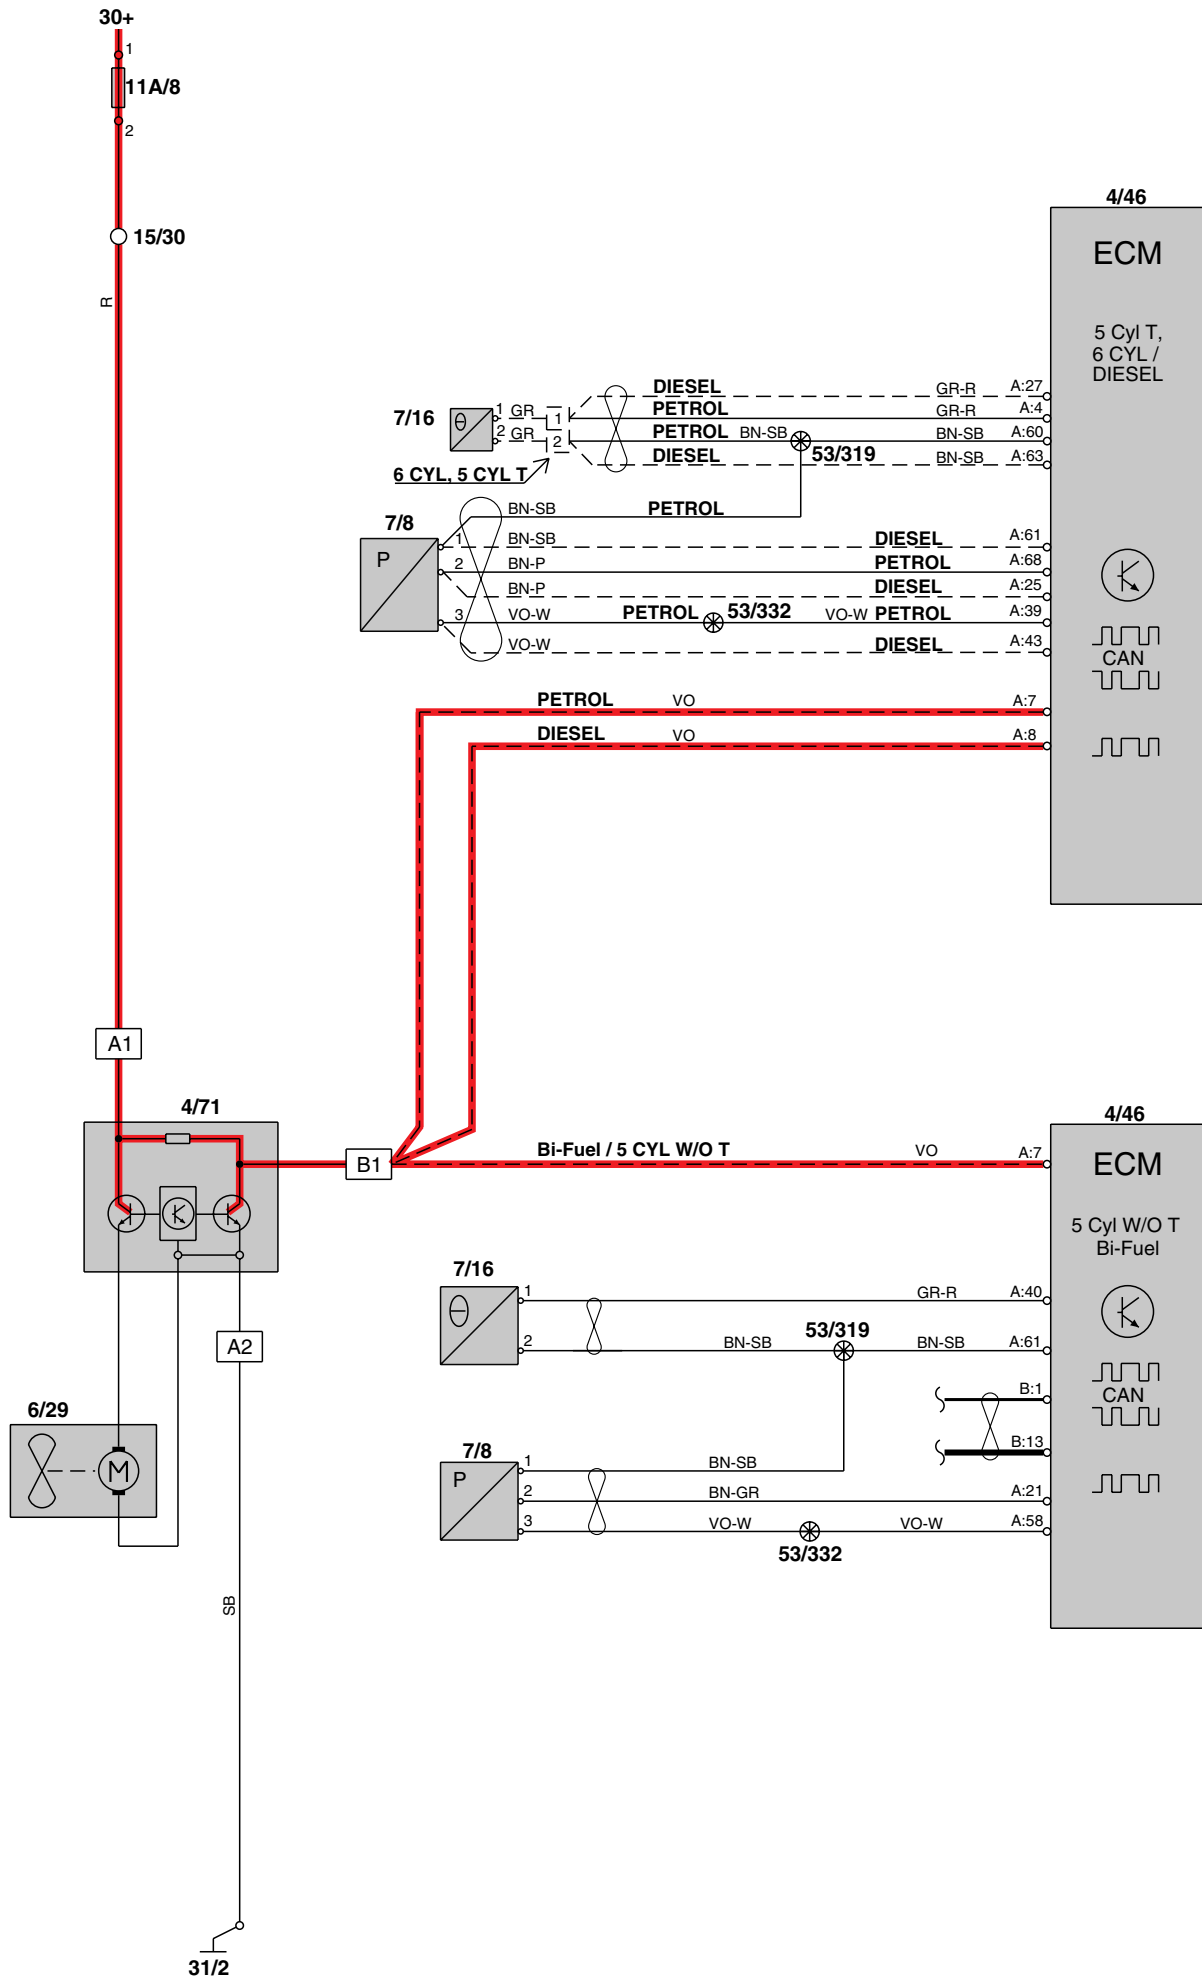 30+
1
11A/8
2
15/30
R
4/46
ECM
5 Cyl T,
6 CYL /
DIESEL
7/16
1 GR 1
DIESEL GR-R A:27
PETROL GR-R A:4
2 GR 2
PETROL BN-SB 53/319 BN-SB A:60
DIESEL BN-SB A:63
6 CYL, 5 CYL T
7/8
P
BN-SB PETROL
1 BN-SB DIESEL A:61
2 BN-P PETROL A:68
BN-P DIESEL A:25
3 VO-W PETROL 53/332 VO-W PETROL A:39
VO-W DIESEL A:43
CAN
PETROL VO A:7
DIESEL VO A:8
A1
4/71
B1
Bi-Fuel / 5 CYL W/O T VO A:7
4/46
ECM
5 Cyl W/O T
Bi-Fuel
7/16
1 GR-R A:40
2 BN-SB 53/319 BN-SB A:61
A2
B:1
CAN
B:13
6/29
M
7/8
P
1 BN-SB
2 BN-GR A:21
3 VO-W VO-W A:58
53/332
SB
31/2